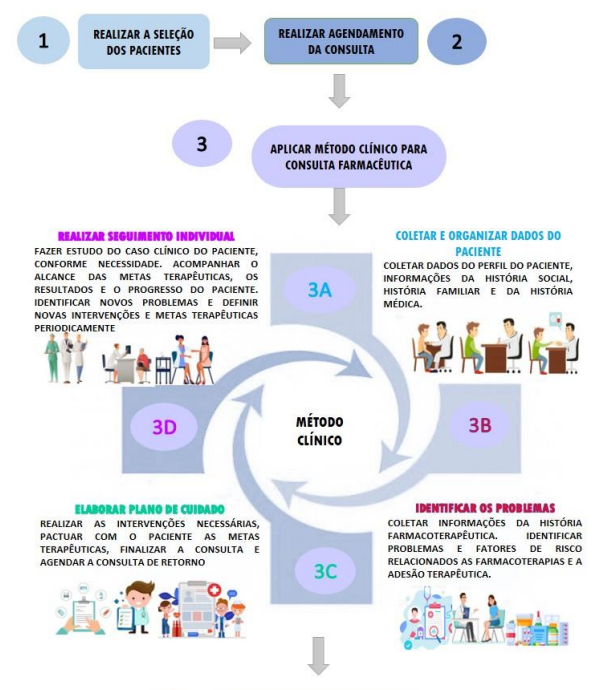 1
REALIZAR A SELEÇÃO
DOS PACIENTES
REALIZAR AGENDAMENTO
DA CONSULTA
2
3
APLICAR MÉTODO CLÍNICO PARA
CONSULTA FARMACÊUTICA
REALIZAR SEGUIMENTO INDIVIDUAL
FAZER ESTUDO DO CASO CLÍNICO DO PACIENTE,
CONFORME NECESSIDADE. ACOMPANHAR O
ALCANCE DAS METAS TERAPÊUTICAS, OS
RESULTADOS E O PROGRESSO DO PACIENTE.
IDENTIFICAR NOVOS PROBLEMAS E DEFINIR
NOVAS INTERVENÇÕES E METAS TERAPÊUTICAS
PERIODICAMENTE
COLETAR E ORGANIZAR DADOS DO
PACIENTE
COLETAR DADOS DO PERFIL DO PACIENTE,
INFORMAÇÕES DA HISTÓRIA SOCIAL,
HISTÓRIA FAMILIAR E DA HISTÓRIA
MÉDICA.
3A
3D
MÉTODO
CLÍNICO
3B
3C
ELABORAR PLANO DE CUIDADO
REALIZAR AS INTERVENÇÕES NECESSÁRIAS,
PACTUAR COM O PACIENTE AS METAS
TERAPÊUTICAS, FINALIZAR A CONSULTA E
AGENDAR A CONSULTA DE RETORNO
IDENTIFICAR OS PROBLEMAS
COLETAR INFORMAÇÕES DA HISTÓRIA
FARMACOTERAPÊUTICA. IDENTIFICAR
PROBLEMAS E FATORES DE RISCO
RELACIONADOS AS FARMACOTERAPIAS E A
ADESÃO TERAPÊUTICA.